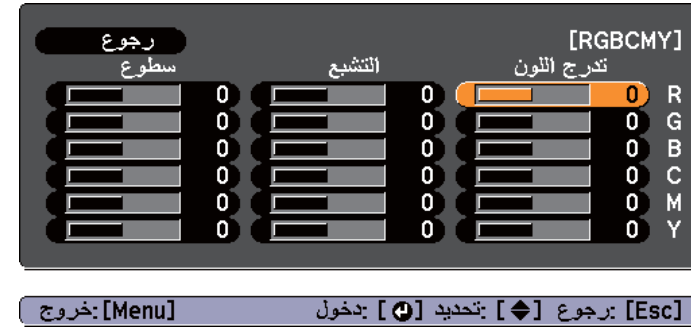 [RGBCMY] رجوع
تدرج اللون التشبع سطوع
R 0 0 0
G 0 0 0
B 0 0 0
C 0 0 0
M 0 0 0
Y 0 0 0
[Esc] :رجوع [ ] :تحديد [ ] :دخول [Menu] :خروج